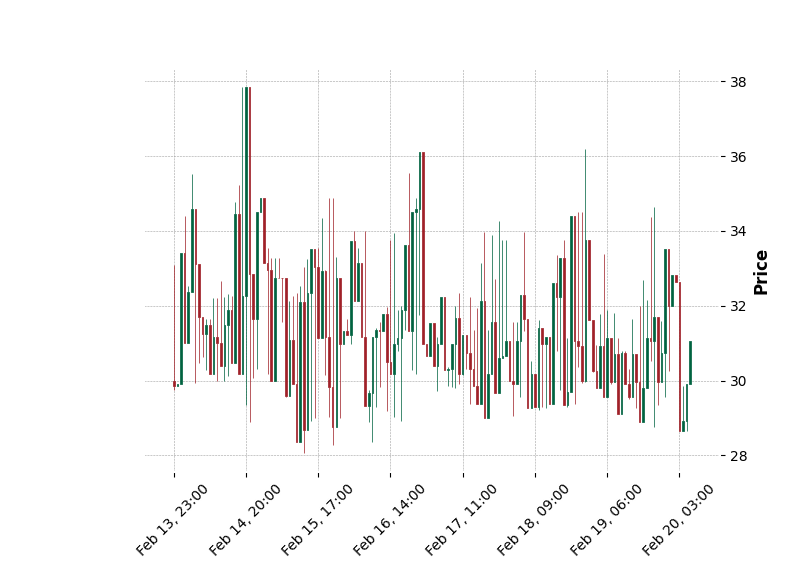 38
36
34
32
30
28
Price
Feb 13, 23:00
Feb 14, 20:00
Feb 15, 17:00
Feb 16, 14:00
Feb 17, 11:00
Feb 18, 09:00
Feb 19, 06:00
Feb 20, 03:00